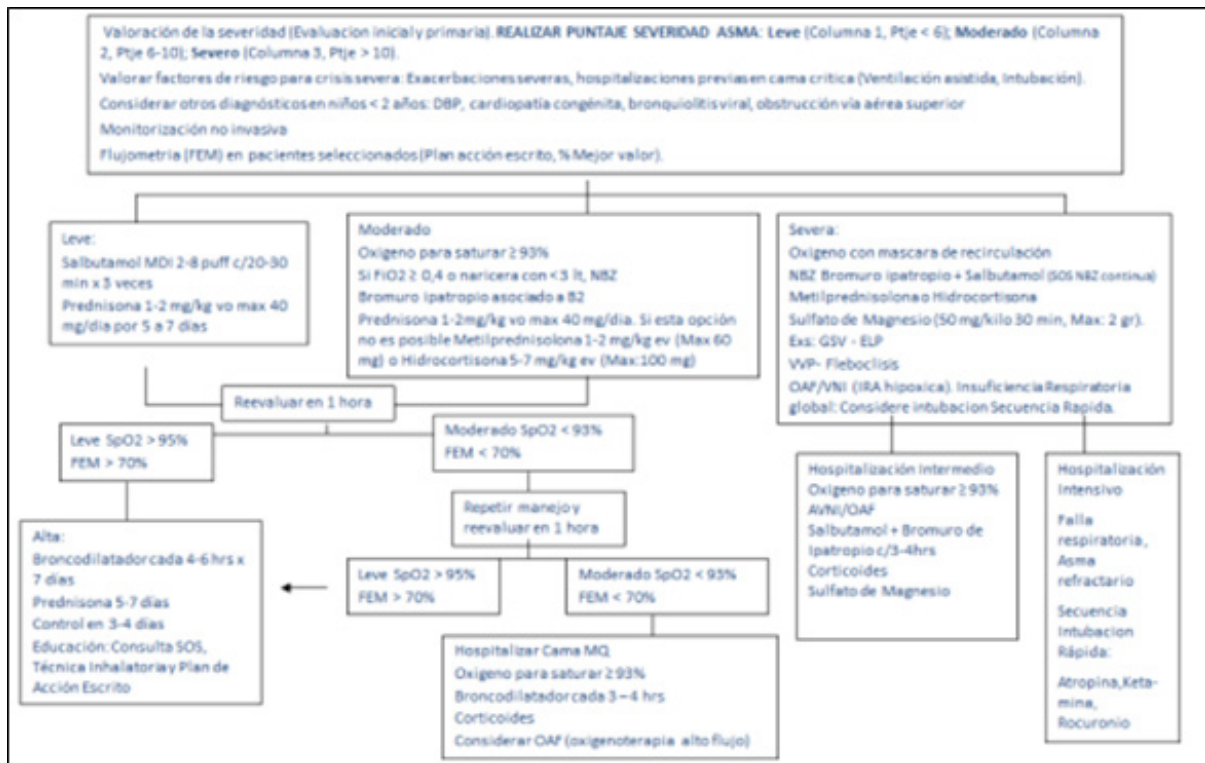 Valoración de la severidad (Evaluacion inicial y primaria). REALIZAR PUNTAJE SEVERIDAD ASMA: Leve (Columna 1, Ptje < 6); Moderado (Columna
2, Ptje 6-10); Severo (Columna 3, Ptje > 10).
Valorar factores de riesgo para crisis severa: Exacerbaciones severas, hospitalizaciones previas en cama critica (Ventilación asistida, Intubación).
Considerar otros diagnósticos en niños < 2 años: DBP, cardiopatía congénita, bronquiolitis viral, obstrucción vía aérea superior
Monitorización no invasiva
Flujometria (FEM) en pacientes seleccionados (Plan acción escrito, % Mejor valor).
Leve:
Salbutamol MDI 2-8 puff c/20-30
min x 3 veces
Prednisona 1-2 mg/kg vo max 40
mg/dia por 5 a 7 días
Moderado
Oxigeno para saturar ≥ 93%
Si FiO2 ≥ 0,4 o naricera con <3 lt, NBZ
Bromuro ipatropio asociado a B2
Prednisona 1-2mg/kg vo max 40 mg/dia. Si esta opción
no es posible Metilprednisolona 1-2 mg/kg ev (Max 60
mg) o Hidrocortisona 5-7 mg/kg ev (Max:100 mg)
Severa:
Oxigeno con mascara de recirculación
NBZ Bromuro ipatropio + Salbutamol (SOS NBZ continua)
Metilprednisolona o Hidrocortisona
Sulfato de Magnesio (50 mg/kilo 30 min, Max: 2 gr).
Exs: GSV - ELP
VVP- Fleboclisis
OAF/VNI (IRA hipoxica). Insuficiencia Respiratoria
global: Considere intubacion Secuencia Rapida.
Reevaluar en 1 hora
Leve SpO2 > 95%
FEM > 70%
Moderado SpO2 < 93%
FEM < 70%
Repetir manejo y
reevaluar en 1 hora
Leve SpO2 > 95%
FEM > 70%
Moderado SpO2 < 93%
FEM < 70%
Alta:
Broncodilatador cada 4-6 hrs x
7 días
Prednisona 5-7 días
Control en 3-4 días
Educación: Consulta SOS,
Técnica Inhalatoria y Plan de
Acción Escrito
Hospitalizar Cama MQ
Oxigeno para saturar ≥ 93%
Broncodilatador cada 3 – 4 hrs
Corticoides
Considerar OAF (oxigenoterapia alto flujo)
Hospitalización Intermedio
Oxigeno para saturar ≥ 93%
AVNI/OAF
Salbutamol + Bromuro de
Ipatropio c/3-4hrs
Corticoides
Sulfato de Magnesio
Hospitalización
Intensivo
Falla
respiratoria,
Asma
refractario
Secuencia
Intubacion
Rápida:
Atropina, Keta-
mina,
Rocuronio